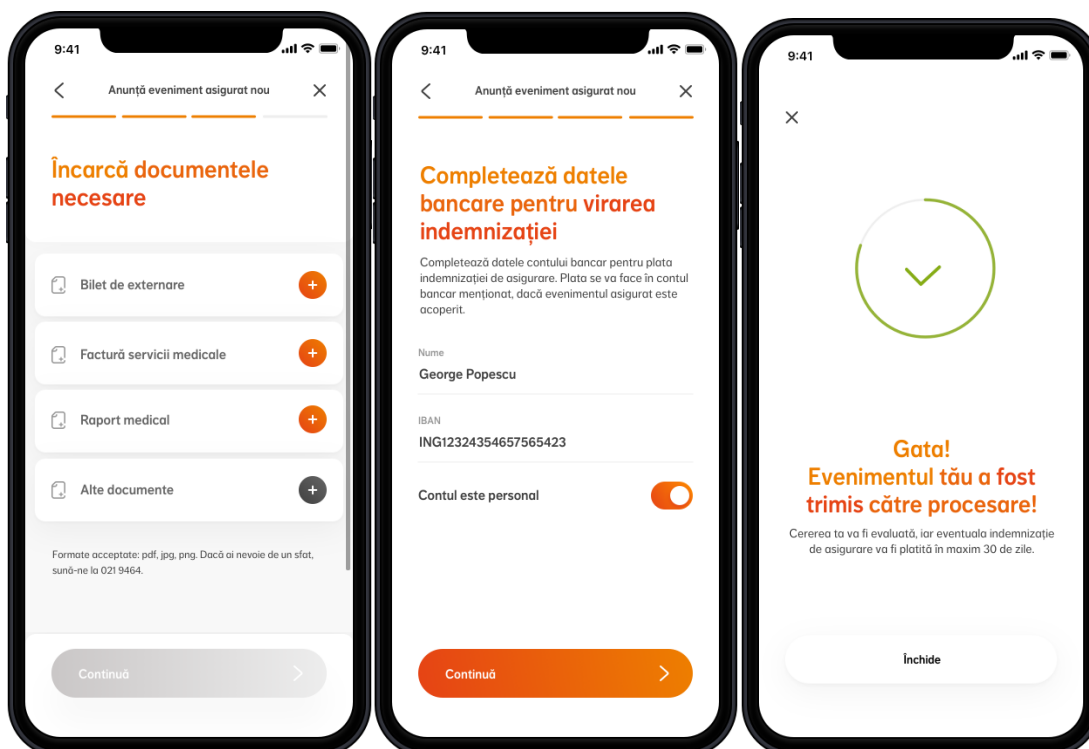 9:41
Anunță eveniment asigurat nou
Încarcă documentele
necesare
Bilet de externare
Factură servicii medicale
Raport medical
Alte documente
Formate acceptate: pdf, jpg, png. Dacă ai nevoie de un sfat,
sună-ne la 021 9464.
Continuă
9:41
Anunță eveniment asigurat nou
Completează datele
bancare pentru virarea
indemnizației
Completează datele contului bancar pentru plata
indemnizației de asigurare. Plata se va face în contul
bancar menționat, dacă evenimentul asigurat este
acoperit.
Nume
George Popescu
IBAN
ING12324354657565423
Contul este personal
Continuă
9:41
Gata!
Evenimentul tău a fost
trimis către procesare!
Cererea ta va fi evaluată, iar eventuala indemnizație
de asigurare va fi platită în maxim 30 de zile.
Închide